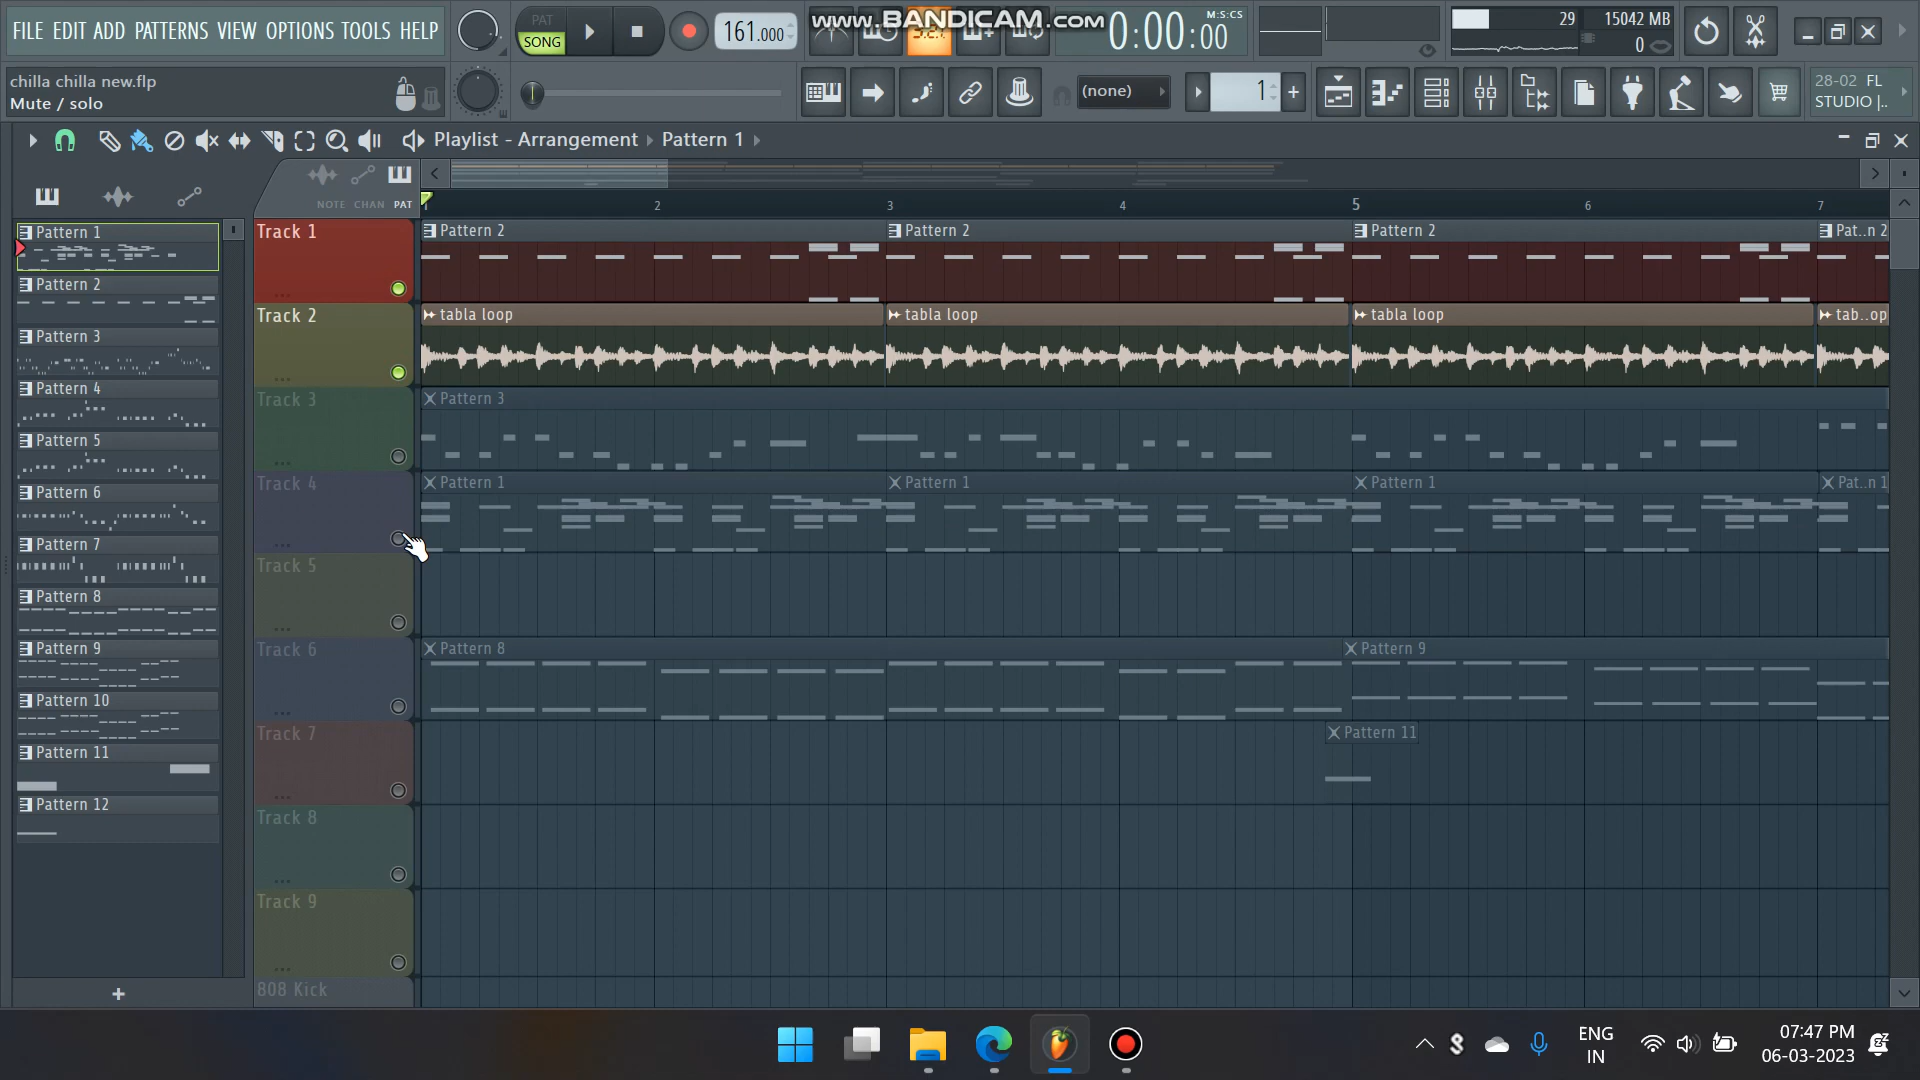 FILE EDIT ADD PATTERNS VIEW OPTIONS TOOLS HELP
PAT
SONG
161.000
www.BANDICAM.com
0:00:00
M:S:CS
29
15042 MB
0
chilla chilla new.flp
Mute / solo
(none)
1
28-02 FL
STUDIO |..
Playlist - Arrangement › Pattern 1 ›
NOTE CHAN PAT
2 3 4 5 6 7
Pattern 1
Pattern 2
Pattern 3
Pattern 4
Pattern 5
Pattern 6
Pattern 7
Pattern 8
Pattern 9
Pattern 10
Pattern 11
Pattern 12
Track 1
Pattern 2
Pattern 2
Pattern 2
Pat..n 2
Track 2
tabla loop
tabla loop
tabla loop
tab..op
Track 3
Pattern 3
Track 4
Pattern 1
Pattern 1
Pattern 1
Pat..n 1
Track 5
Track 6
Pattern 8
Pattern 9
Track 7
Pattern 11
Track 8
Track 9
808 Kick
ENG
IN
07:47 PM
06-03-2023